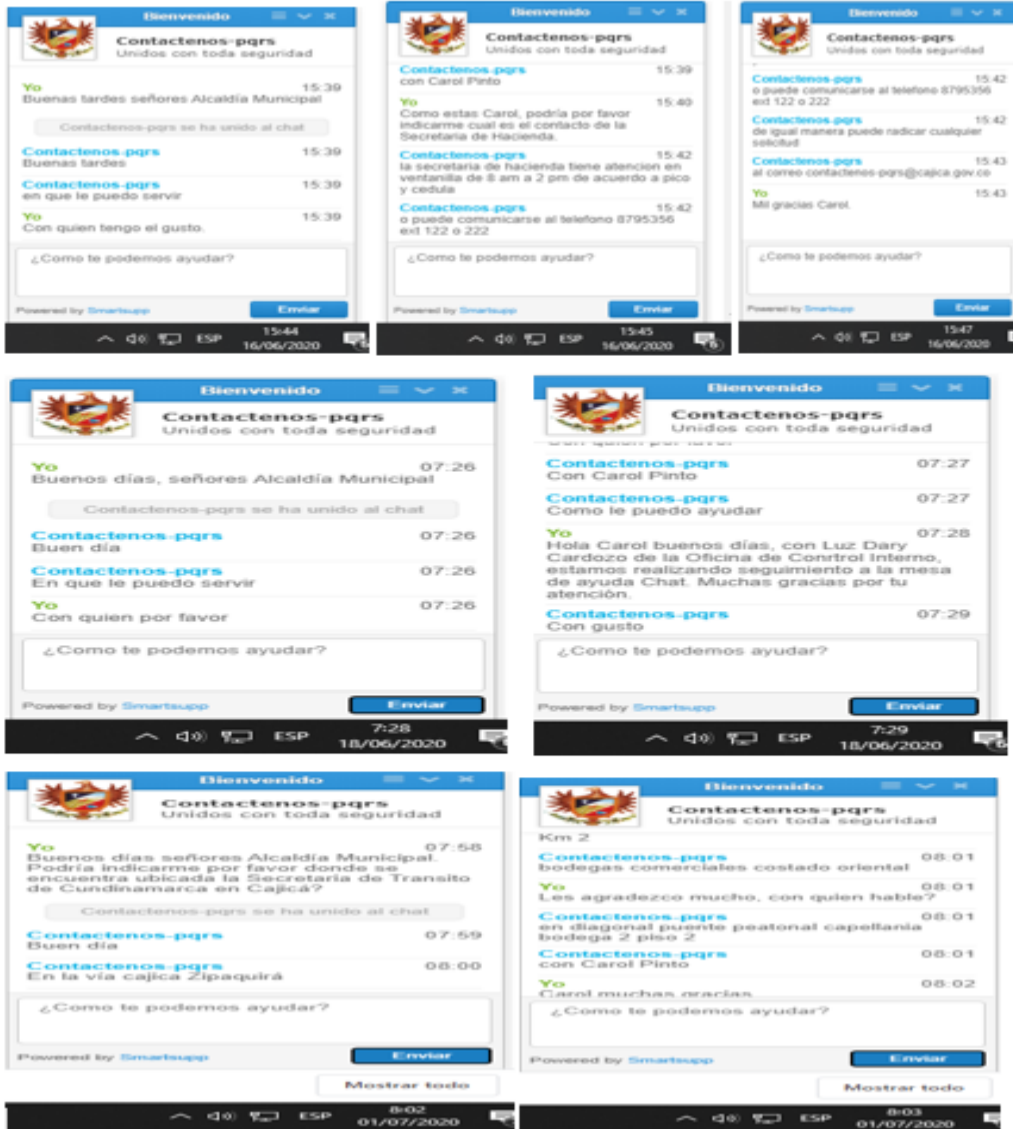 Bienvenido
Contactenos-pqrs
Unidos con toda seguridad
Yo 15:39
Buenas tardes señores Alcaldía Municipal
Contactenos-pqrs se ha unido al chat
Contactenos-pqrs 15:39
Buenas tardes
Contactenos-pqrs 15:39
en que le puedo servir
Yo 15:39
Con quien tengo el gusto.
¿Como te podemos ayudar?
Powered by Smartsupp
Enviar
ESP
15:44
16/06/2020
Bienvenido
Contactenos-pqrs
Unidos con toda seguridad
Contactenos-pqrs 15:39
con Carol Pinto
Yo 15:40
Como estas Carol, podría por favor
indicarme cual es el contacto de la
Secretaria de Hacienda.
Contactenos-pqrs 15:42
la secretaria de hacienda tiene atencion en
ventanilla de 8 am a 2 pm de acuerdo a pico
y cedula
Contactenos-pqrs 15:42
o puede comunicarse al telefono 8795356
ext 122 o 222
¿Como te podemos ayudar?
Powered by Smartsupp
Enviar
ESP
15:45
16/06/2020
Bienvenido
Contactenos-pqrs
Unidos con toda seguridad
Contactenos-pqrs 15:42
o puede comunicarse al telefono 8795356
ext 122 o 222
Contactenos-pqrs 15:42
de igual manera puede radicar cualquier
solicitud
Contactenos-pqrs 15:43
al correo contactenos-pqrs@cajica.gov.co
Yo 15:43
Mil gracias Carol.
¿Como te podemos ayudar?
Powered by Smartsupp
Enviar
ESP
15:47
16/06/2020
Bienvenido
Contactenos-pqrs
Unidos con toda seguridad
Yo 07:26
Buenos días, señores Alcaldía Municipal
Contactenos-pqrs se ha unido al chat
Contactenos-pqrs 07:26
Buen día
Contactenos-pqrs 07:26
En que le puedo servir
Yo 07:26
Con quien por favor
¿Como te podemos ayudar?
Powered by Smartsupp
Enviar
ESP
7:28
18/06/2020
Bienvenido
Contactenos-pqrs
Unidos con toda seguridad
Con quien por favor
Contactenos-pqrs 07:27
Con Carol Pinto
Contactenos-pqrs 07:27
Como le puedo ayudar
Yo 07:28
Hola Carol buenos días, con Luz Dary
Cardozo de la Oficina de Conrtrol Interno,
estamos realizando seguimiento a la mesa
de ayuda Chat. Muchas gracias por tu
atención.
Contactenos-pqrs 07:29
Con gusto
¿Como te podemos ayudar?
Powered by Smartsupp
Enviar
ESP
7:29
18/06/2020
Bienvenido
Contactenos-pqrs
Unidos con toda seguridad
Yo 07:58
Buenos días señores Alcaldía Municipal.
Podría indicarme por favor donde se
encuentra ubicada la Secretaria de Transito
de Cundinamarca en Cajicá?
Contactenos-pqrs se ha unido al chat
Contactenos-pqrs 07:59
Buen día
Contactenos-pqrs 08:00
En la vía cajica Zipaquirá
¿Como te podemos ayudar?
Powered by Smartsupp
Enviar
Mostrar todo
ESP
8:02
01/07/2020
Bienvenido
Contactenos-pqrs
Unidos con toda seguridad
Km 2
Contactenos-pqrs 08:01
bodegas comerciales costado oriental
Yo 08:01
Les agradezco mucho, con quien hable?
Contactenos-pqrs 08:01
en diagonal puente peatonal capellania
bodega 2 piso 2
Contactenos-pqrs 08:01
con Carol Pinto
Yo 08:02
Carol muchas gracias
¿Como te podemos ayudar?
Powered by Smartsupp
Enviar
Mostrar todo
ESP
8:03
01/07/2020